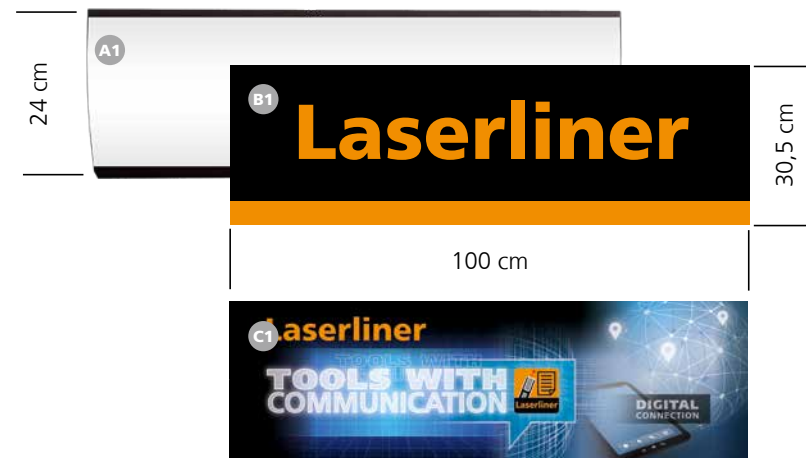 A1
24 cm
B1
Laserliner
30,5 cm
100 cm
C1
Laserliner
TOOLS WITH
TOOLS WITH
COMMUNICATION
Laserliner
DIGITAL
CONNECTION